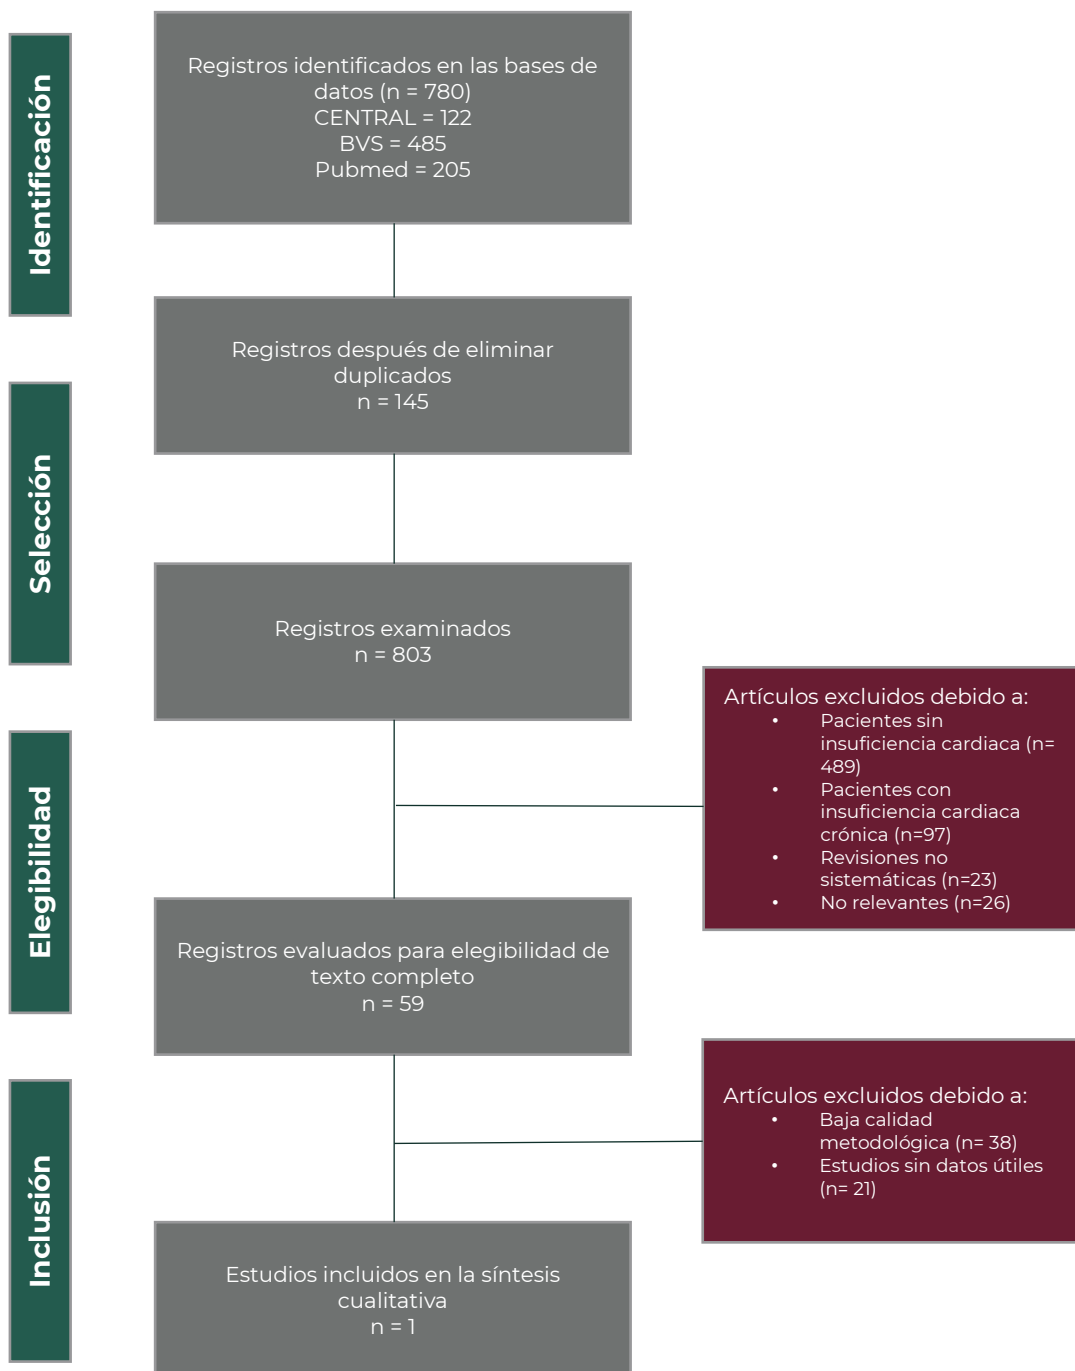 Identificación
Registros identificados en las bases de
datos (n = 780)
CENTRAL = 122
BVS = 485
Pubmed = 205
Registros después de eliminar
duplicados
n = 145
Selección
Registros examinados
n = 803
Artículos excluidos debido a:
• Pacientes sin
insuficiencia cardiaca (n=
489)
• Pacientes con
insuficiencia cardiaca
crónica (n=97)
• Revisiones no
sistemáticas (n=23)
• No relevantes (n=26)
Elegibilidad
Registros evaluados para elegibilidad de
texto completo
n = 59
Artículos excluidos debido a:
• Baja calidad
metodológica (n= 38)
• Estudios sin datos útiles
(n= 21)
Inclusión
Estudios incluidos en la síntesis
cualitativa
n = 1